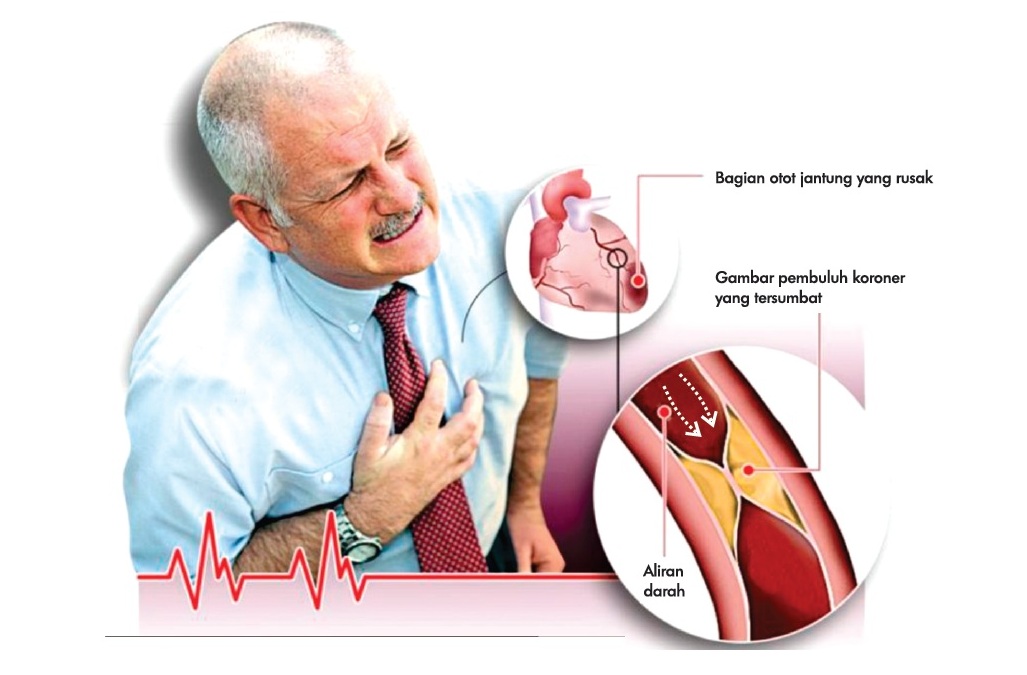 Bagian otot jantung yang rusak
Gambar pembuluh koroner
yang tersumbat
Aliran
darah